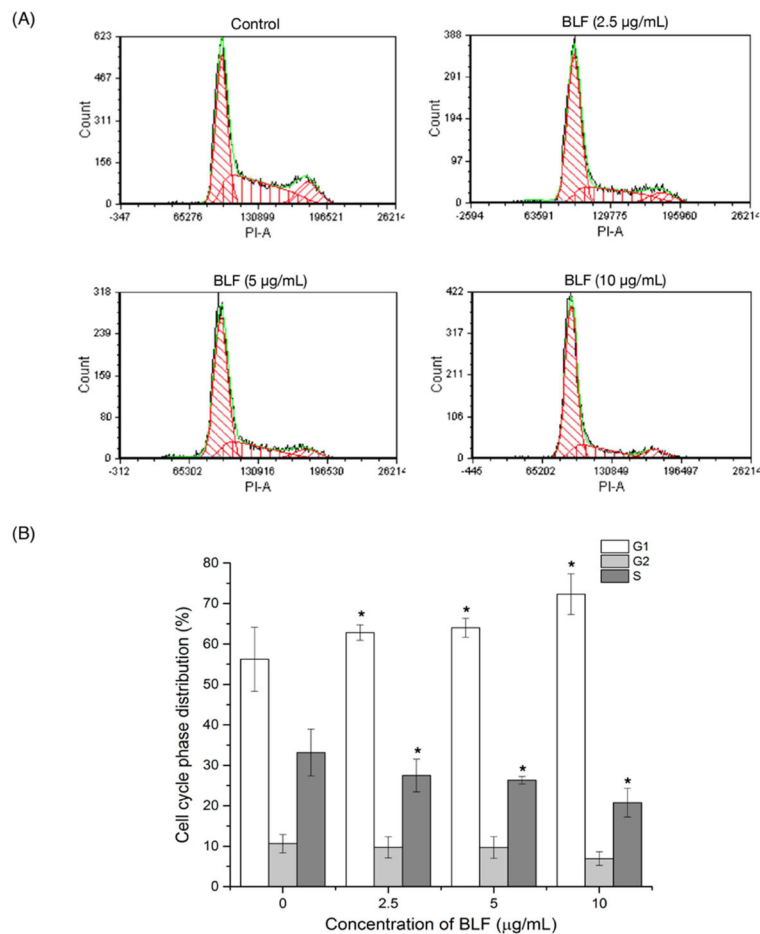 (A)
Control
BLF (2.5 µg/mL)
623
467
311
156
0
Count
-347 65276 130899 196521 26214
PI-A
388
291
194
97
0
Count
-2594 63591 129775 195960 26214
PI-A
BLF (5 µg/mL)
BLF (10 µg/mL)
318
239
159
80
0
Count
-312 65302 130916 196530 26214
PI-A
422
317
211
106
0
Count
-445 65202 130849 196497 26214
PI-A
(B)
G1
G2
S
80
70
60
50
40
30
20
10
0
Cell cycle phase distribution (%)
* * *
* * *
0 2.5 5 10
Concentration of BLF (µg/mL)